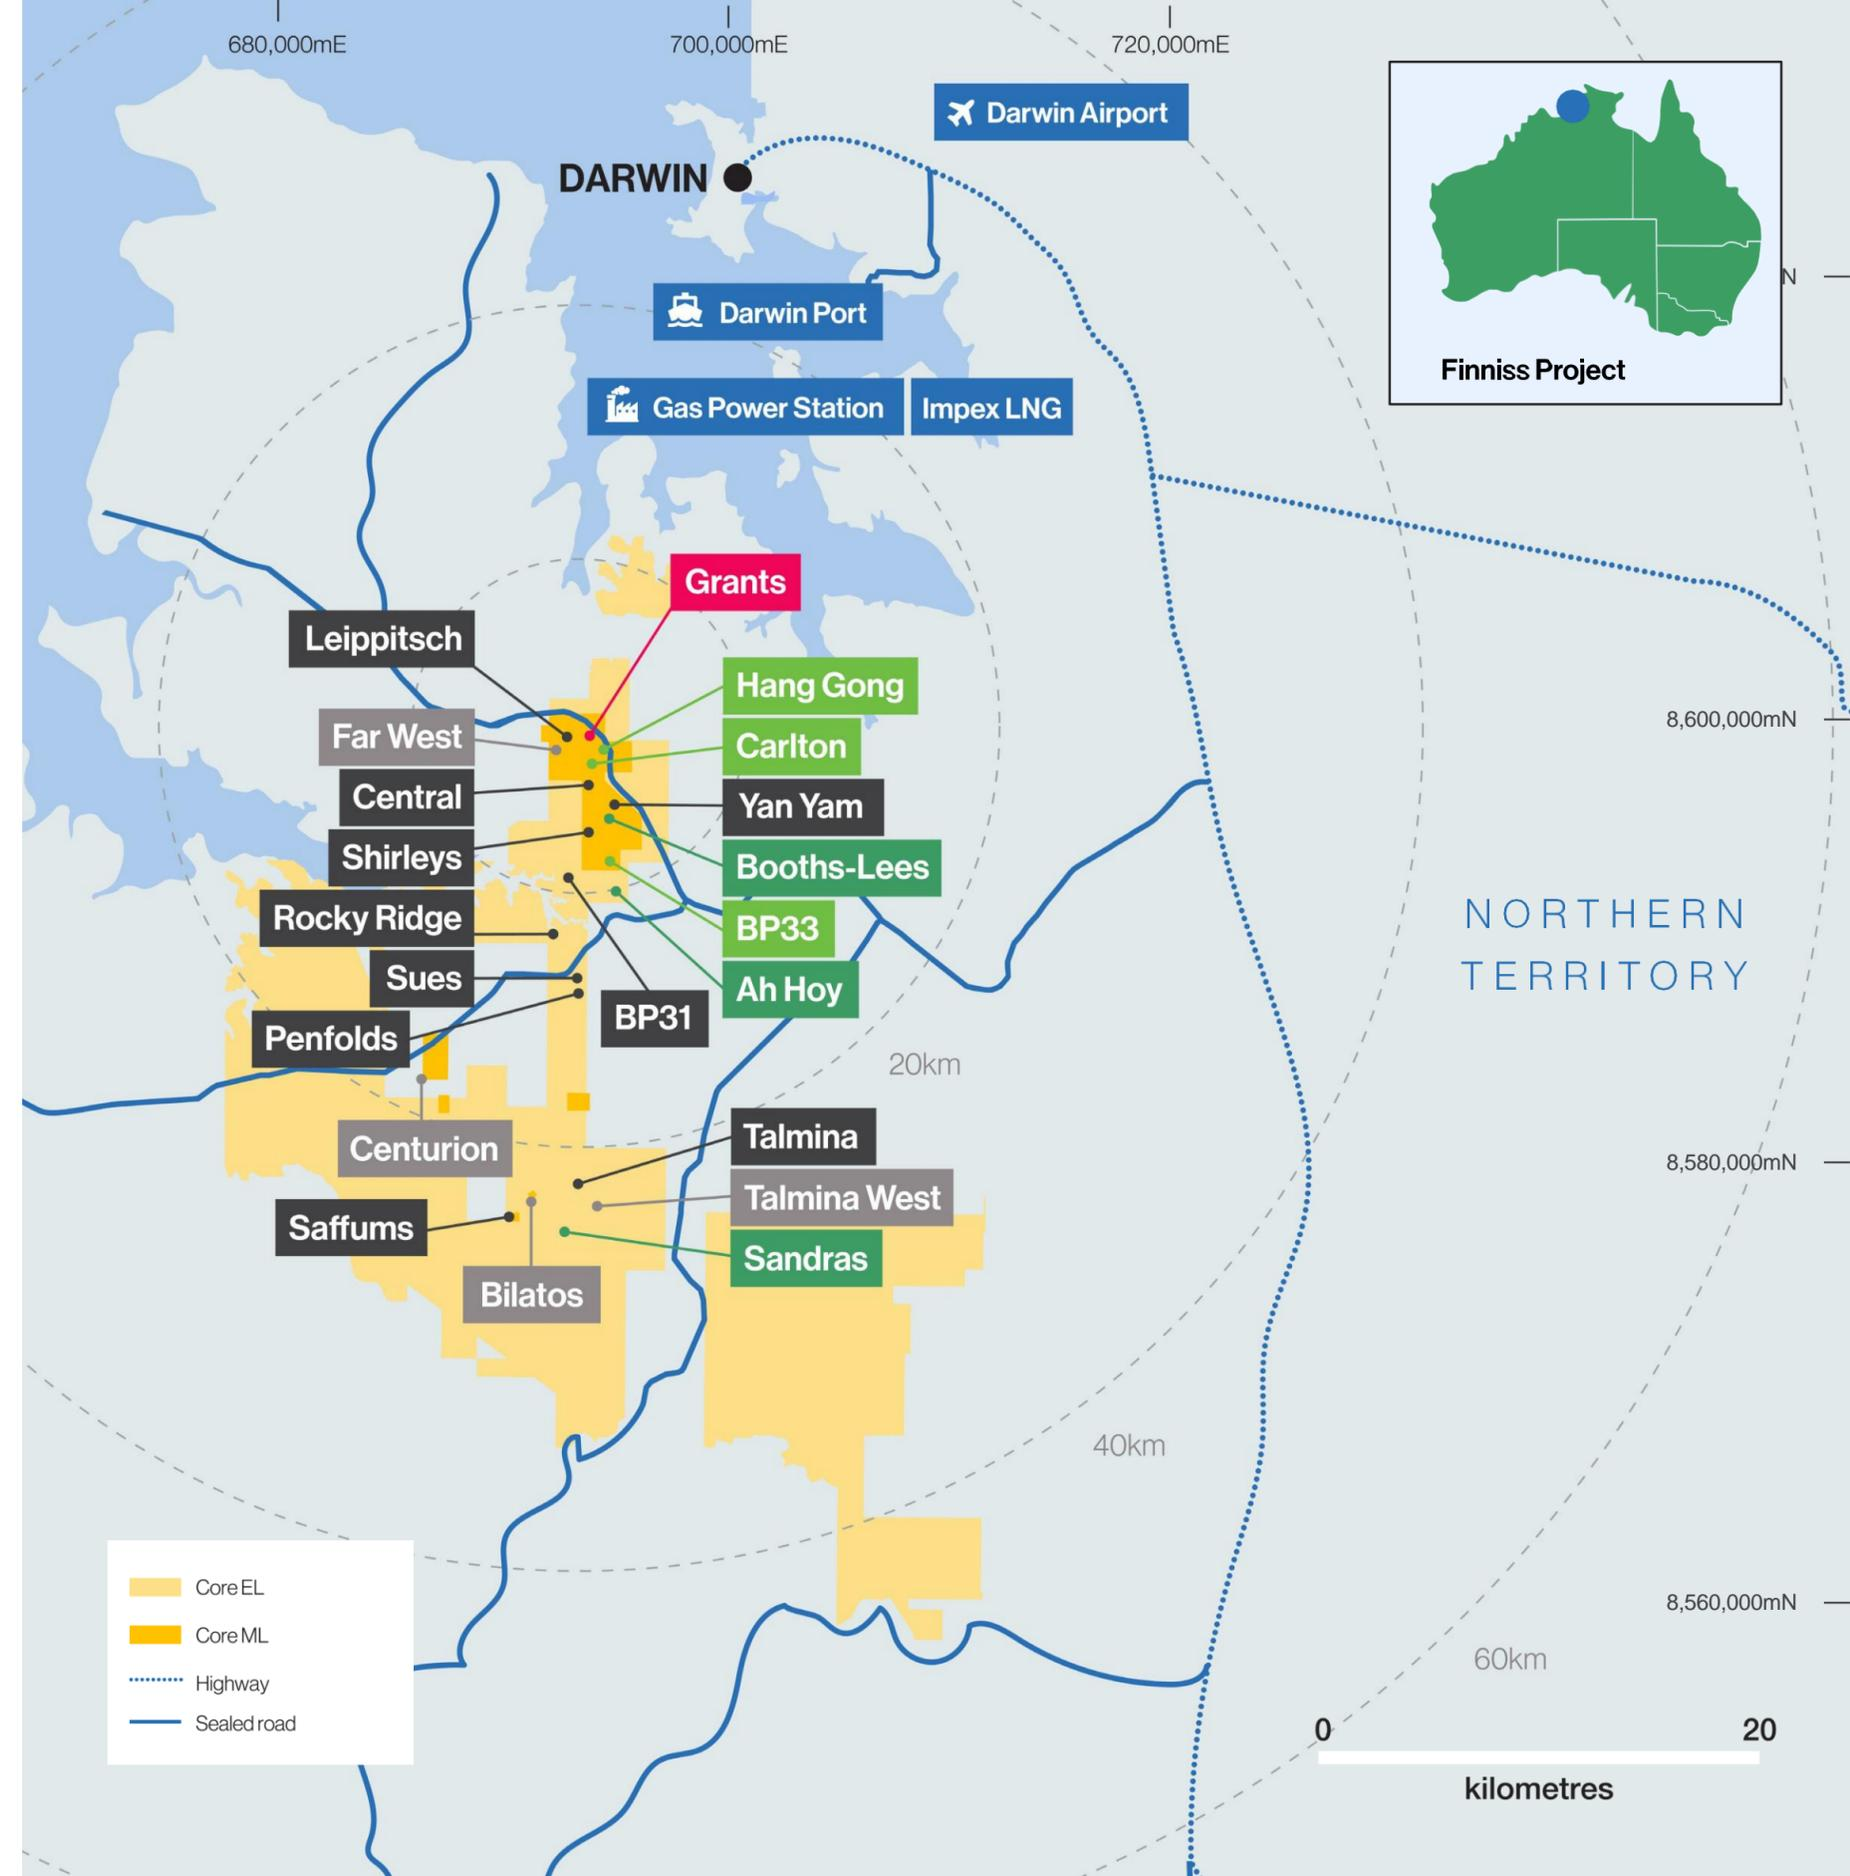 680,000mE
700,000mE
720,000mE
Darwin Airport
DARWIN
N
Darwin Port
Finniss Project
Gas Power Station
Impex LNG
Grants
Leippitsch
Hang Gong
Far West
8,600,000mN
Carlton
Central
Yan Yam
Shirleys
Booths-Lees
Rocky Ridge
BP33
NORTHERN
TERRITORY
Sues
Ah Hoy
BP31
Penfolds
20km
Centurion
Talmina
8,580,000mN
Talmina West
Saffums
Sandras
Bilatos
40km
Core EL
Core ML
Highway
Sealed road
8,560,000mN
60km
0
20
kilometres